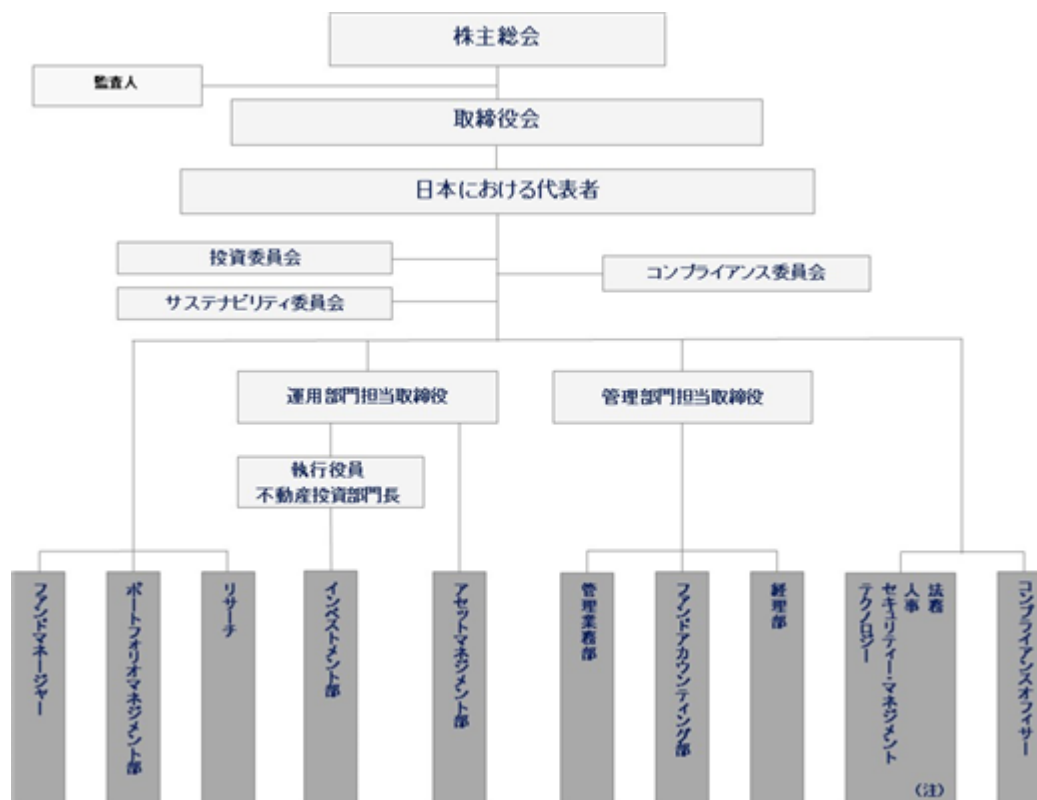 株主総会
監査人
取締役会
日本における代表者
投資委員会
コンプライアンス委員会
サステナビリティ委員会
運用部門担当取締役
管理部門担当取締役
執行役員
不動産投資部門長
ファンドマネージャー
ポートフォリオマネジメント部
リサーチ
インベストメント部
アセットマネジメント部
管理業務部
ファンドアカウンティング部
経理部
法務
人事
セキュリティー・マネジメント
テクノロジー
(注)
コンプライアンスオフィサー